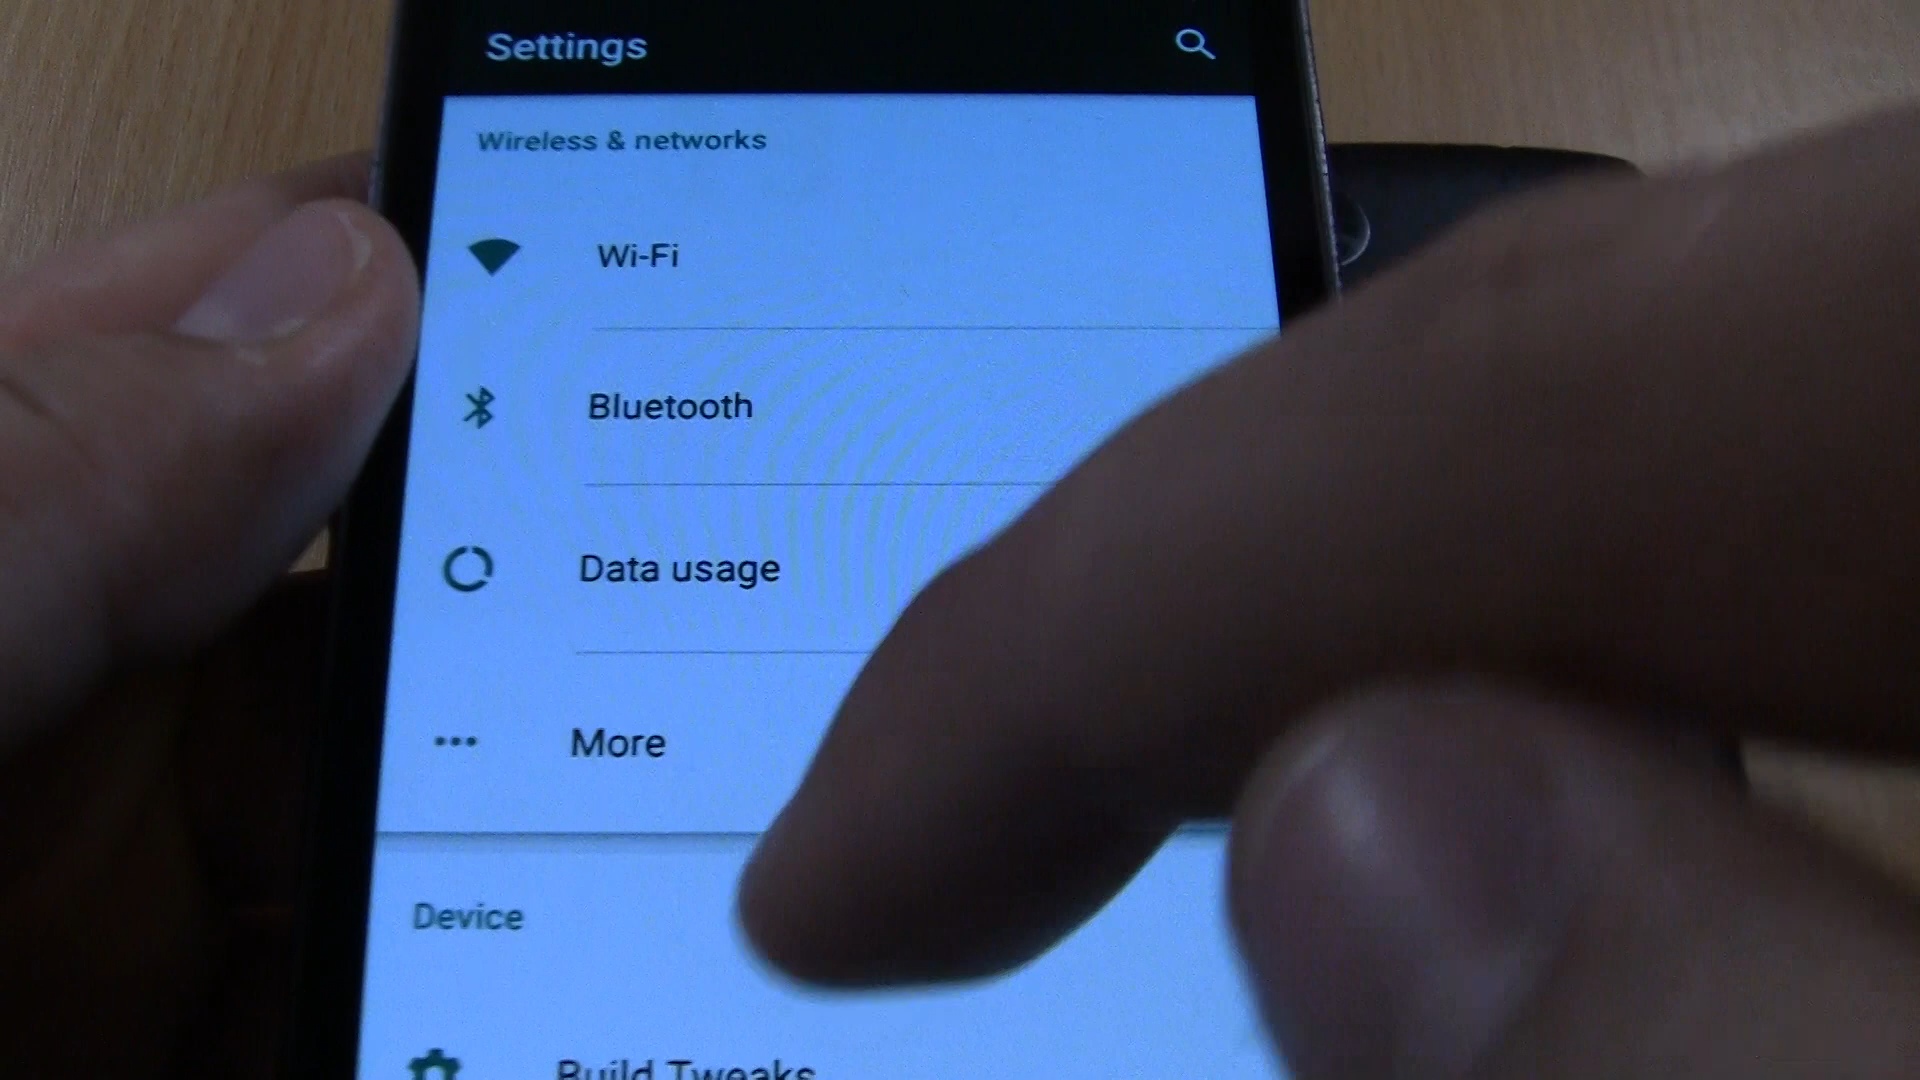 Settings
Wireless & networks
Wi-Fi
Bluetooth
Data usage
More
Device
Build Tweaks